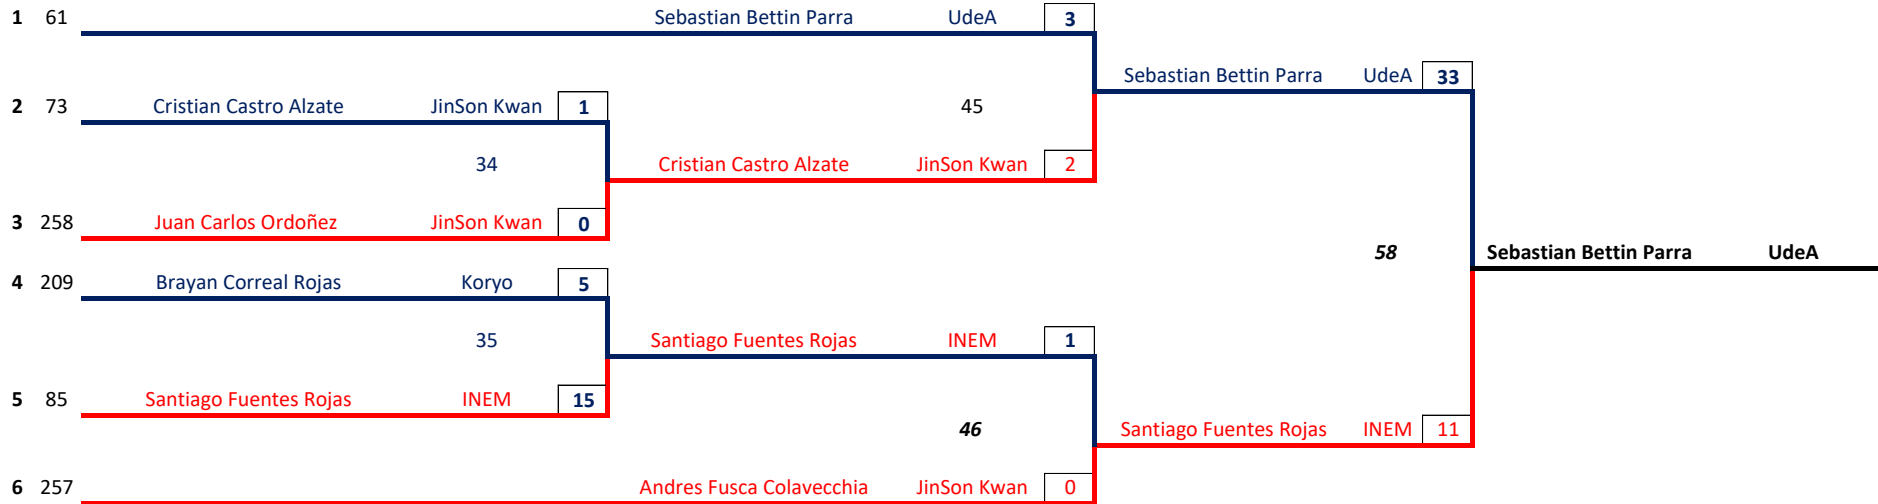 1 61 Sebastian Bettin Parra UdeA 3
Sebastian Bettin Parra UdeA 33
2 73 Cristian Castro Alzate JinSon Kwan 1 45
34 Cristian Castro Alzate JinSon Kwan 2
3 258 Juan Carlos Ordoñez JinSon Kwan 0
58 Sebastian Bettin Parra UdeA
4 209 Brayan Correal Rojas Koryo 5
35 Santiago Fuentes Rojas INEM 1
5 85 Santiago Fuentes Rojas INEM 15
46 Santiago Fuentes Rojas INEM 11
6 257 Andres Fusca Colavecchia JinSon Kwan 0